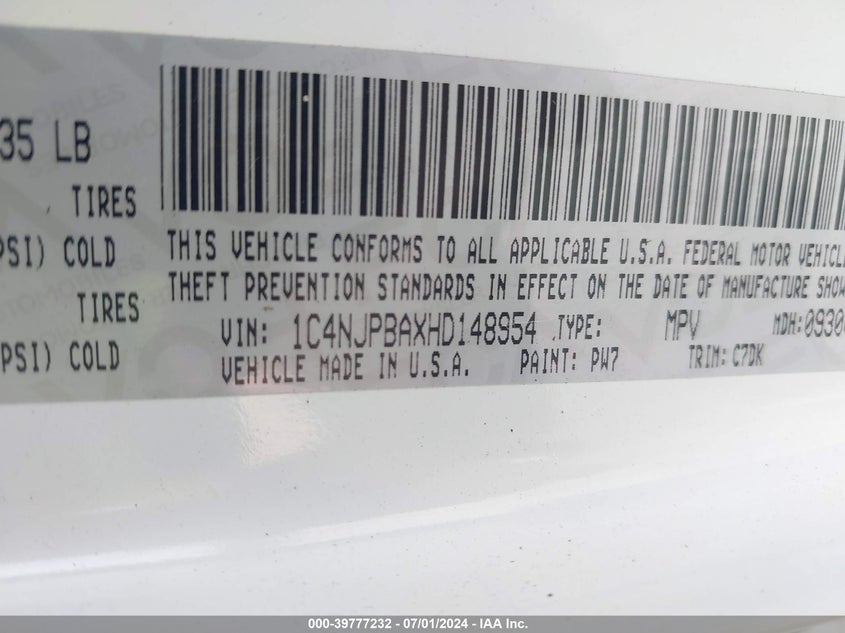 35 LB
TIRES
PSI) COLD
TIRES
PSI) COLD
THIS VEHICLE CONFORMS TO ALL APPLICABLE U.S.A. FEDERAL MOTOR VEHICLE
THEFT PREVENTION STANDARDS IN EFFECT ON THE DATE OF MANUFACTURE SHOW
VIN: 1C4NJPBAXHD148954 TYPE: MPV MDH: 0930
VEHICLE MADE IN U.S.A. PAINT: PW7 TRIM: C7DK
000-39777232 - 07/01/2024 - IAA Inc.